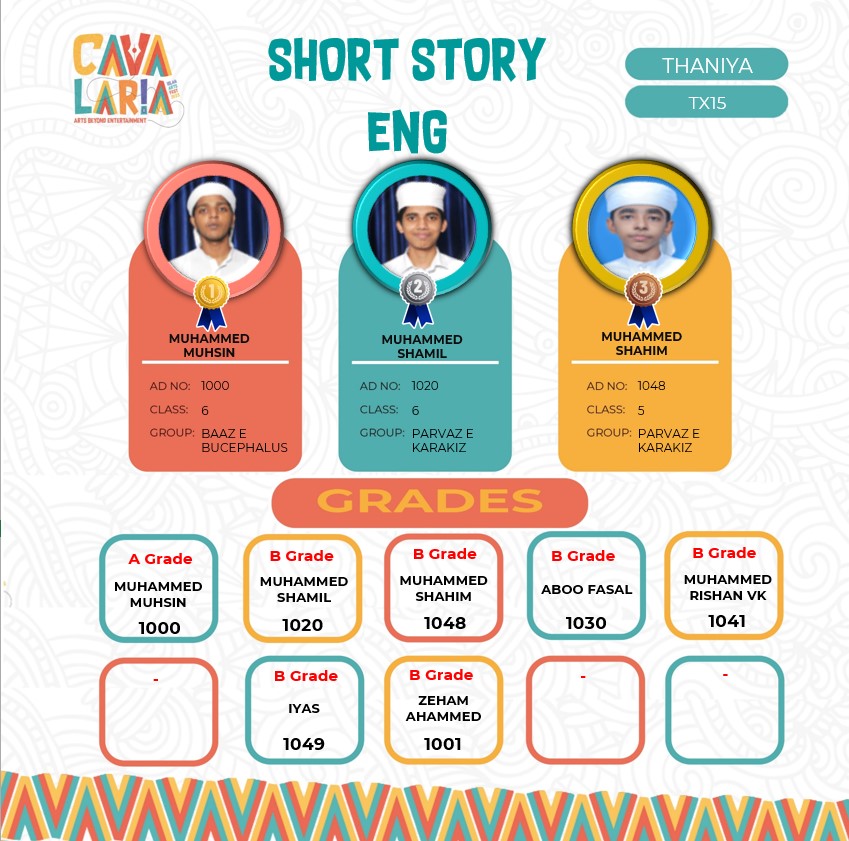 CAVA
LARIA
ARTS BEYOND ENTERTAINMENT
SHORT STORY
ENG
THANIYA
TX15
1
MUHAMMED
MUHSIN
AD NO: 1000
CLASS: 6
GROUP: BAAZ E
BUCEPHALUS
2
MUHAMMED
SHAMIL
AD NO: 1020
CLASS: 6
GROUP: PARVAZ E
KARAKIZ
3
MUHAMMED
SHAHIM
AD NO: 1048
CLASS: 5
GROUP: PARVAZ E
KARAKIZ
GRADES
A Grade
MUHAMMED
MUHSIN
1000
B Grade
MUHAMMED
SHAMIL
1020
B Grade
MUHAMMED
SHAHIM
1048
B Grade
ABOO FASAL
1030
B Grade
MUHAMMED
RISHAN VK
1041
-
B Grade
IYAS
1049
B Grade
ZEHAM
AHAMMED
1001
-
-